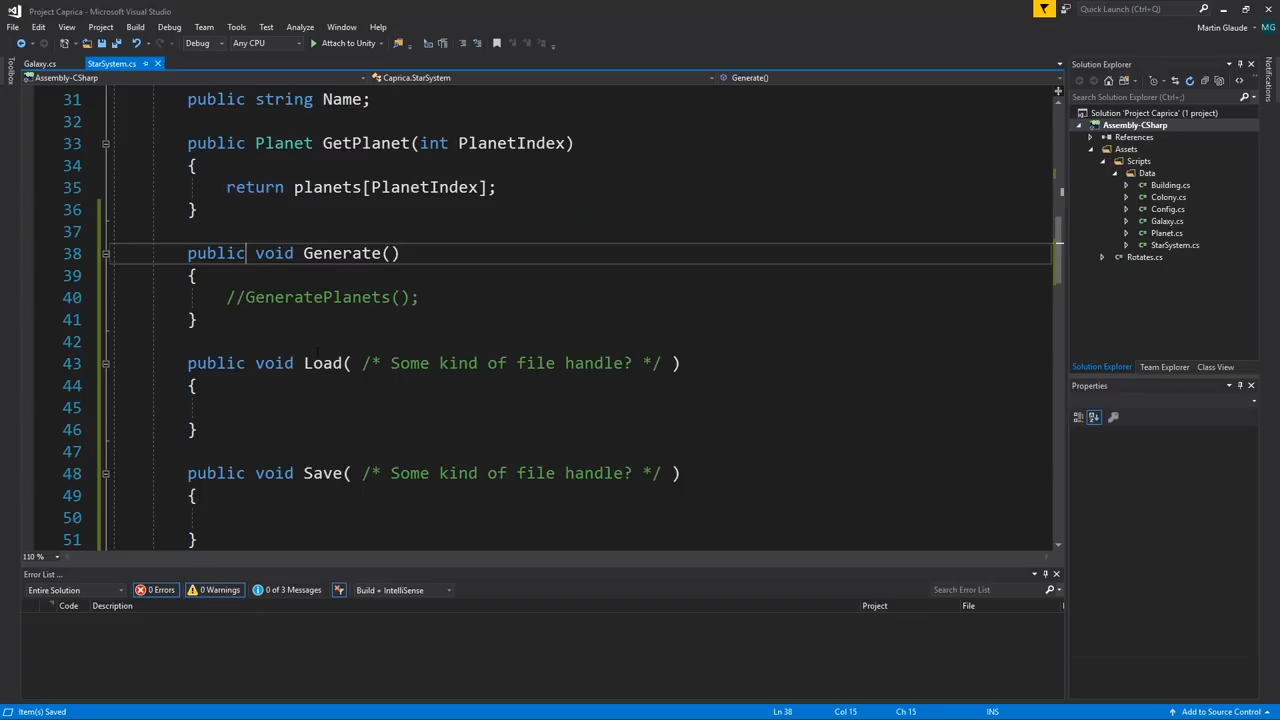 Project Caprica - Microsoft Visual Studio
Quick Launch (Ctrl+Q)
File Edit View Project Build Debug Team Tools Test Analyze Window Help
Martin Glaude MG
Debug Any CPU Attach to Unity
Toolbox
Galaxy.cs StarSystem.cs
Assembly-CSharp Caprica.StarSystem Generate()
31 public string Name;
32
33 public Planet GetPlanet(int PlanetIndex)
34 {
35 return planets[PlanetIndex];
36 }
37
38 public void Generate()
39 {
40 //GeneratePlanets();
41 }
42
43 public void Load( /* Some kind of file handle? */ )
44 {
45
46 }
47
48 public void Save( /* Some kind of file handle? */ )
49 {
50
51 }
110 %
Solution Explorer
Search Solution Explorer (Ctrl+;)
Solution 'Project Caprica' (1 project)
Assembly-CSharp
References
Assets
Scripts
Data
Building.cs
Colony.cs
Config.cs
Galaxy.cs
Planet.cs
StarSystem.cs
Rotates.cs
Solution Explorer Team Explorer Class View
Properties
Notifications
Error List ...
Entire Solution 0 Errors 0 Warnings 0 of 3 Messages Build + IntelliSense Search Error List
Code Description Project File
Item(s) Saved Ln 38 Col 15 Ch 15 INS Add to Source Control